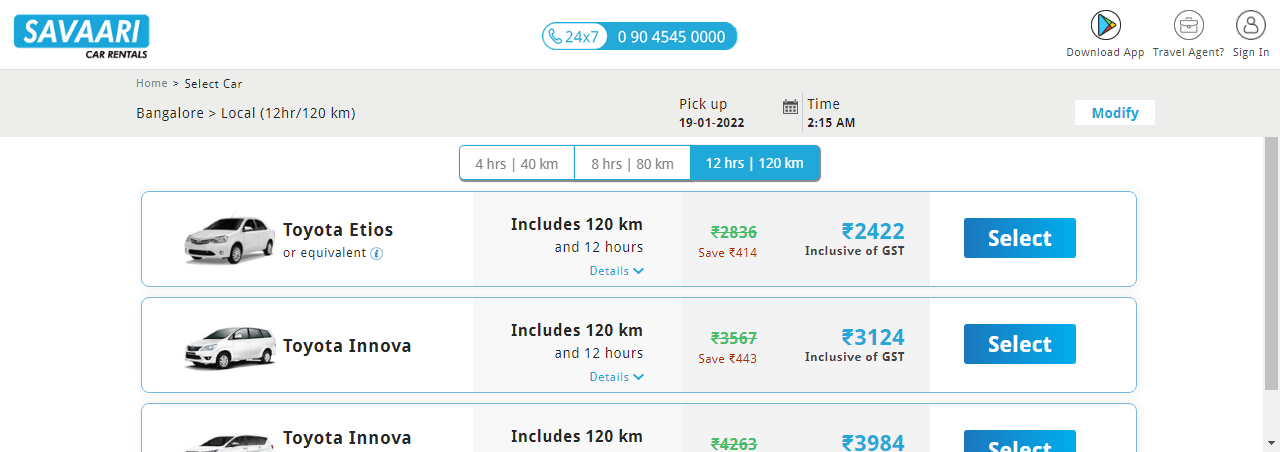 SAVAARI
CAR RENTALS
24x7 0 90 4545 0000
Download App Travel Agent? Sign In
Home > Select Car
Bangalore > Local (12hr/120 km)
Pick up
19-01-2022
Time
2:15 AM
Modify
4 hrs | 40 km 8 hrs | 80 km 12 hrs | 120 km
Toyota Etios
or equivalent i
Includes 120 km
and 12 hours
Details
₹2836
Save ₹414
₹2422
Inclusive of GST
Select
Toyota Innova
Includes 120 km
and 12 hours
Details
₹3567
Save ₹443
₹3124
Inclusive of GST
Select
Toyota Innova
Includes 120 km
₹4263
₹3984
Select